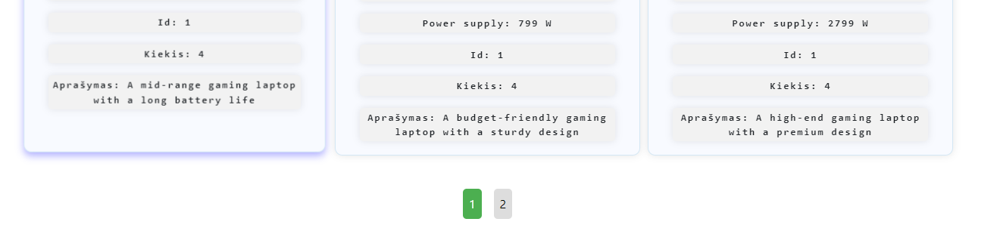 Id: 1
Kiekis: 4
Aprašymas: A mid-range gaming laptop
with a long battery life
Power supply: 799 W
Id: 1
Kiekis: 4
Aprašymas: A budget-friendly gaming
laptop with a sturdy design
Power supply: 2799 W
Id: 1
Kiekis: 4
Aprašymas: A high-end gaming laptop
with a premium design
1 2